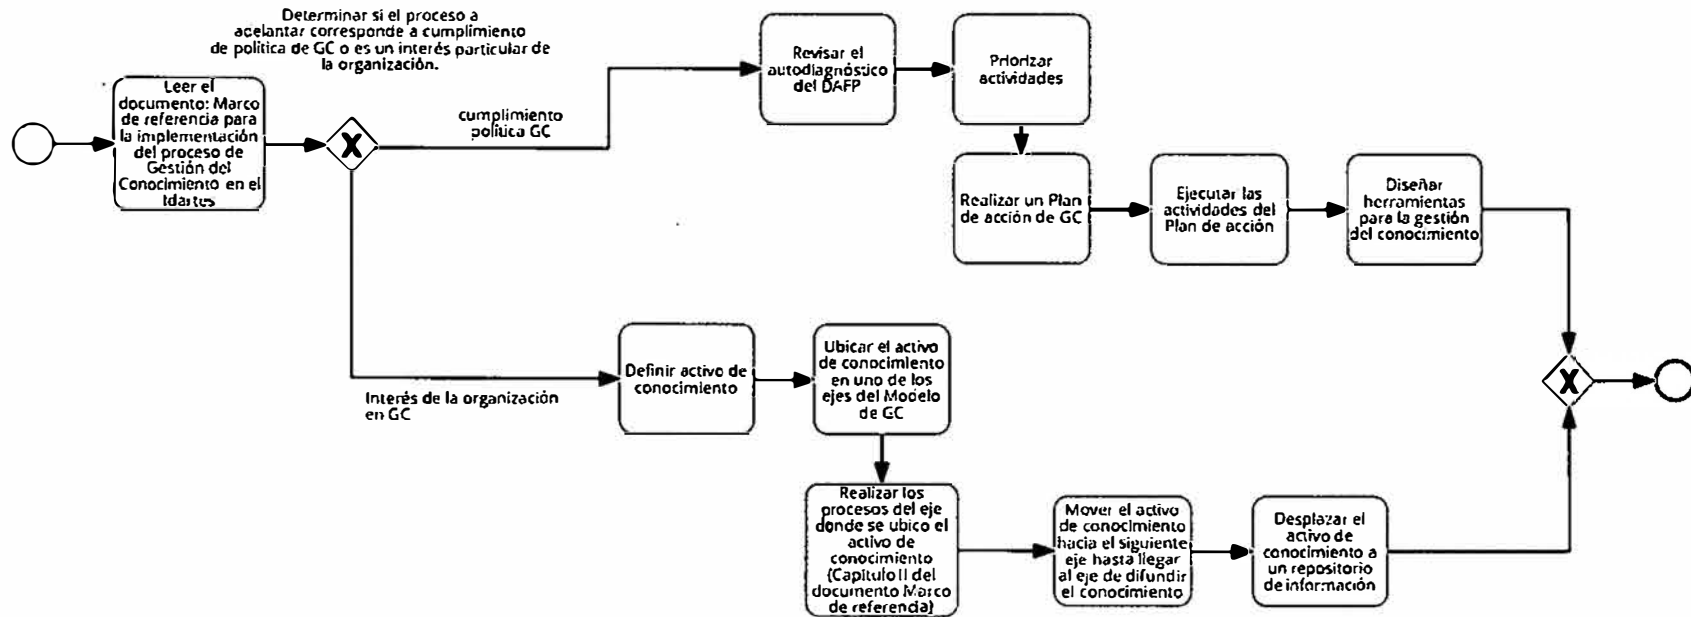 Determinar si el proceso a
adelantar corresponde a cumplimiento
de política de GC o es un interés particular de
la organización.
Leer el
documento: Marco
de referencia para
la implementación
del proceso de
Gestión del
Conocimiento en el
Idartes
X
cumplimiento
política GC
Revisar el
autodiagnóstico
del DAFP
Priorizar
actividades
Realizar un Plan
de acción de GC
Ejecutar las
actividades del
Plan de acción
Diseñar
herramientas
para la gestión
del conocimiento
Interés de la organización
en GC
Definir activo de
conocimiento
Ubicar el activo
de conocimiento
en uno de los
ejes del Modelo
de GC
Realizar los
procesos del eje
donde se ubico el
activo de
conocimiento
(Capítulo II del
documento Marco
de referencia)
Mover el activo
de conocimiento
hacia el siguiente
eje hasta llegar
al eje de difundir
el conocimiento
Desplazar el
activo de
conocimiento a
un repositorio
de información
X